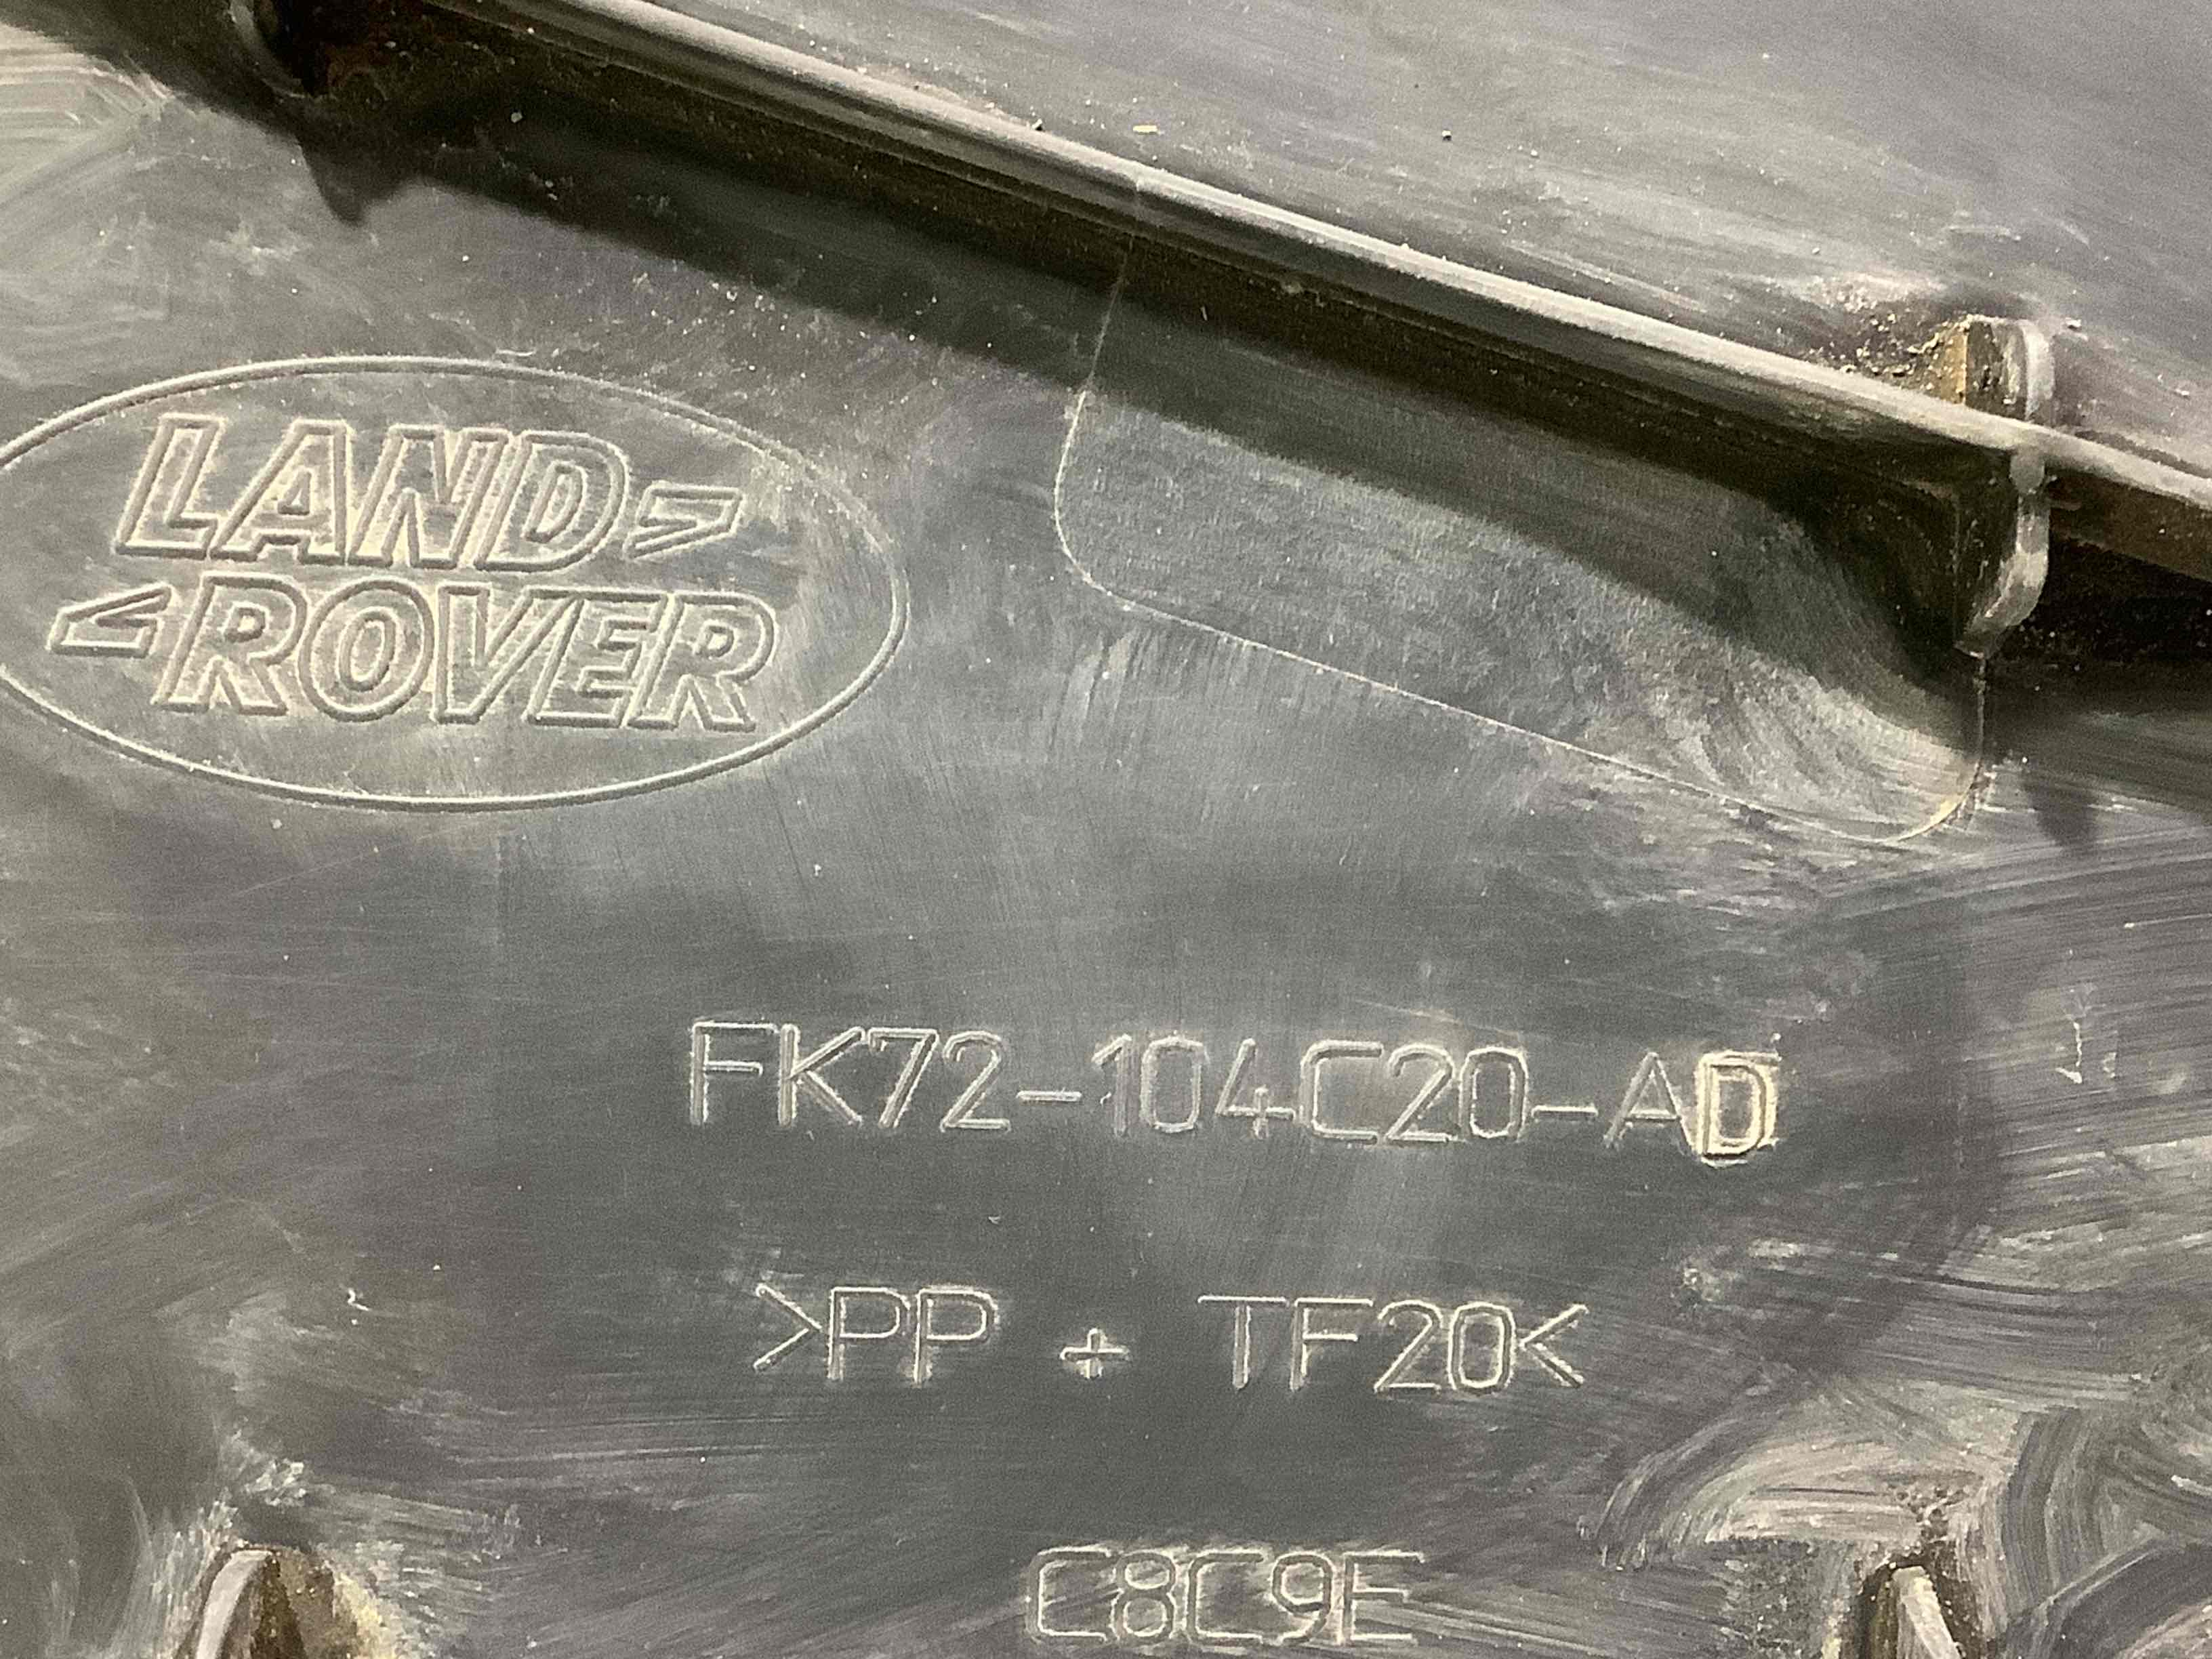 LAND
ROVER
FK72-104C20-AD
>PP + TF20<
C8C9E